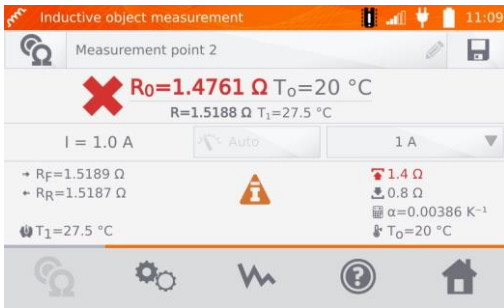 Inductive object measurement 11:09
Measurement point 2
R₀=1.4761 Ω T₀=20 °C
R=1.5188 Ω T₁=27.5 °C
I = 1.0 A Auto 1 A
R_F=1.5189 Ω 1.4 Ω
R_R=1.5187 Ω 0.8 Ω
α=0.00386 K⁻¹
T₁=27.5 °C T₀=20 °C